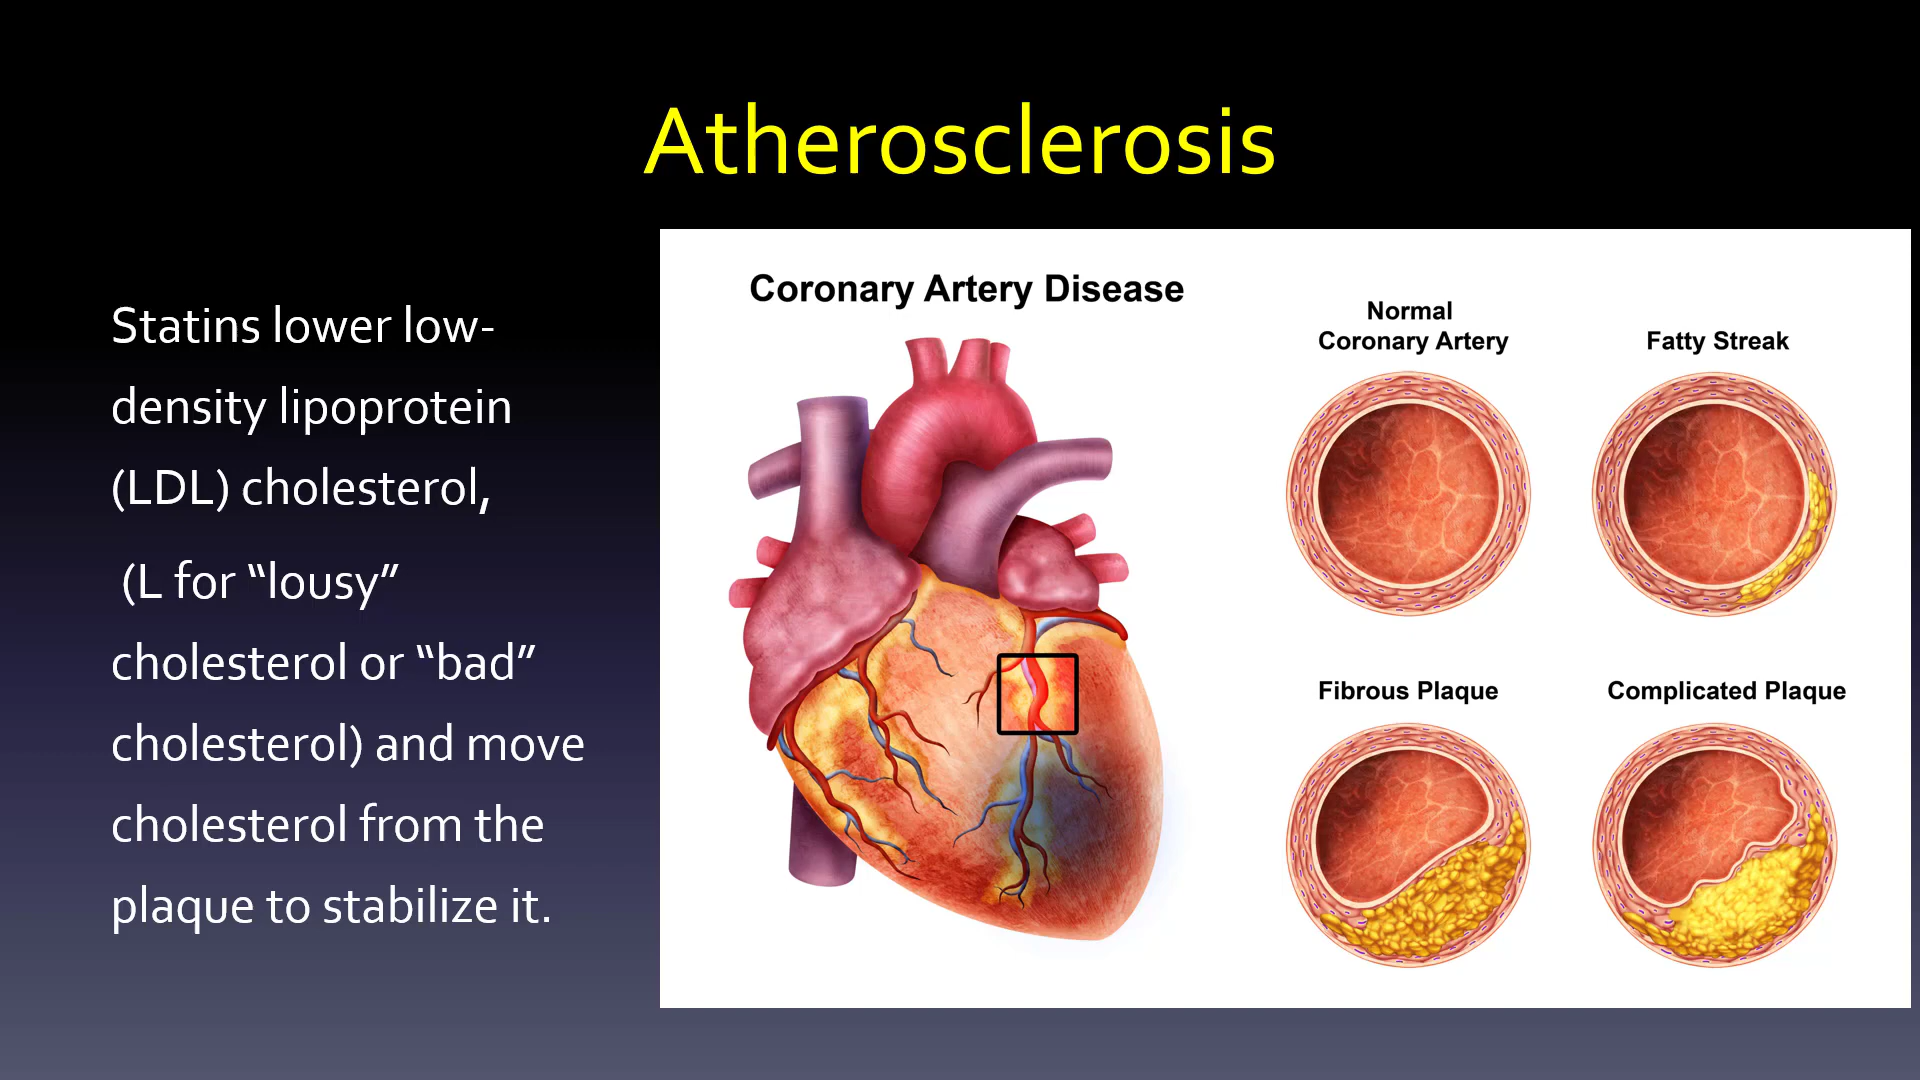 Atherosclerosis
Statins lower low-
density lipoprotein
(LDL) cholesterol,
(L for “lousy”
cholesterol or “bad”
cholesterol) and move
cholesterol from the
plaque to stabilize it.
Coronary Artery Disease
Normal
Coronary Artery
Fatty Streak
Fibrous Plaque
Complicated Plaque